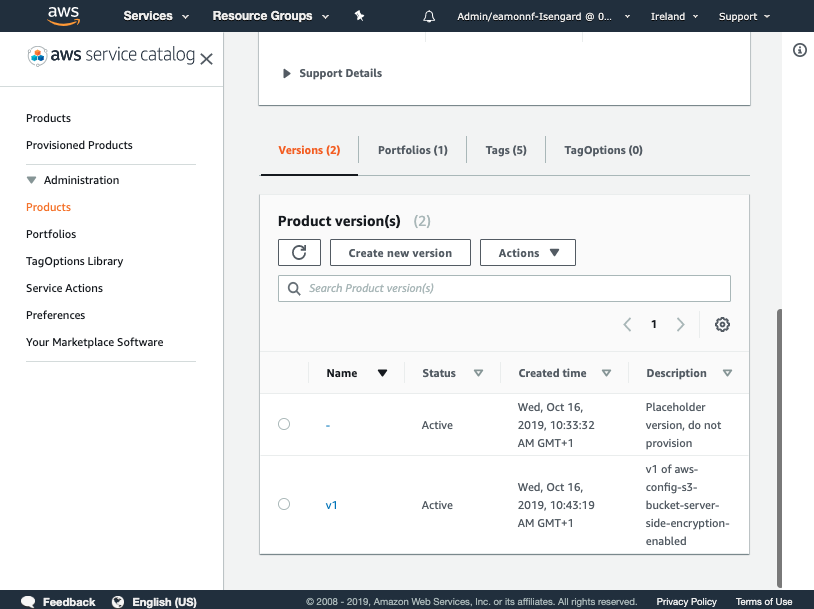 aws
Services
Resource Groups
Admin/eamonnf-Isengard @ 0...
Ireland
Support
aws service catalog
Products
Provisioned Products
Administration
Products
Portfolios
TagOptions Library
Service Actions
Preferences
Your Marketplace Software
Support Details
Versions (2)
Portfolios (1)
Tags (5)
TagOptions (0)
Product version(s) (2)
Create new version
Actions
Search Product version(s)
1
Name
Status
Created time
Description
-
Active
Wed, Oct 16,
2019, 10:33:32
AM GMT+1
Placeholder
version, do not
provision
v1
Active
Wed, Oct 16,
2019, 10:43:19
AM GMT+1
v1 of aws-
config-s3-
bucket-server-
side-encryption-
enabled
Feedback
English (US)
© 2008 - 2019, Amazon Web Services, Inc. or its affiliates. All rights reserved.
Privacy Policy
Terms of Use